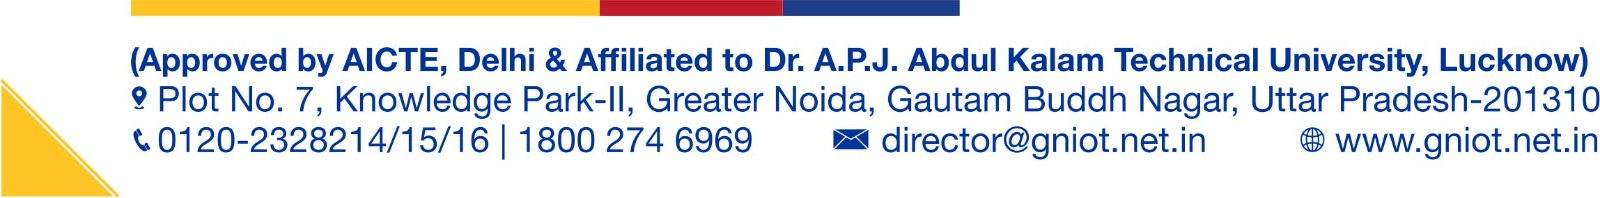 (Approved by AICTE, Delhi & Affiliated to Dr. A.P.J. Abdul Kalam Technical University, Lucknow)
Plot No. 7, Knowledge Park-II, Greater Noida, Gautam Buddh Nagar, Uttar Pradesh-201310
0120-2328214/15/16 | 1800 274 6969 director@gniot.net.in www.gniot.net.in